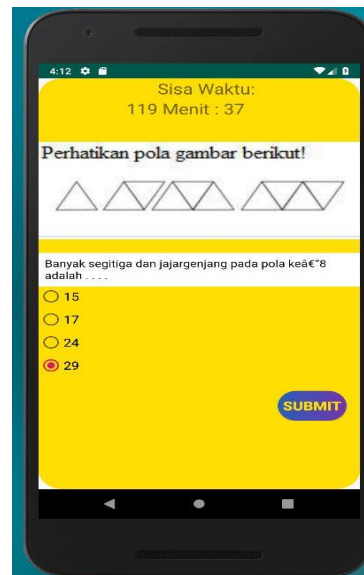 4:12
Sisa Waktu:
119 Menit : 37
Perhatikan pola gambar berikut!
Banyak segitiga dan jajargenjang pada pola keâ€“8
adalah . . . .
15
17
24
29
SUBMIT